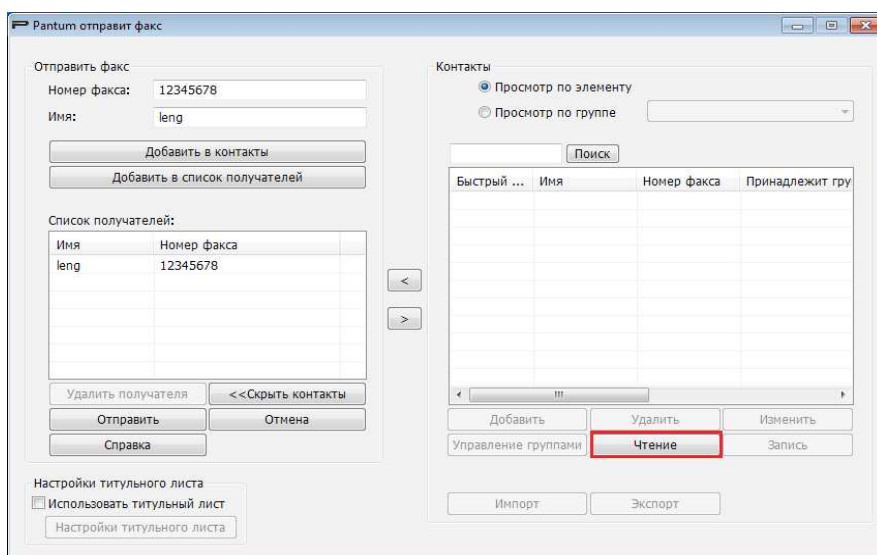 Pantum отправит факс
Отправить факс
Номер факса: 12345678
Имя: leng
Добавить в контакты
Добавить в список получателей
Список получателей:
Имя Номер факса
leng 12345678
Удалить получателя <<Скрыть контакты
Отправить Отмена
Справка
Настройки титульного листа
Использовать титульный лист
Настройки титульного листа
<
>
Контакты
Просмотр по элементу
Просмотр по группе
Поиск
Быстрый ... Имя Номер факса Принадлежит гру
Добавить Удалить Изменить
Управление группами Чтение Запись
Импорт Экспорт